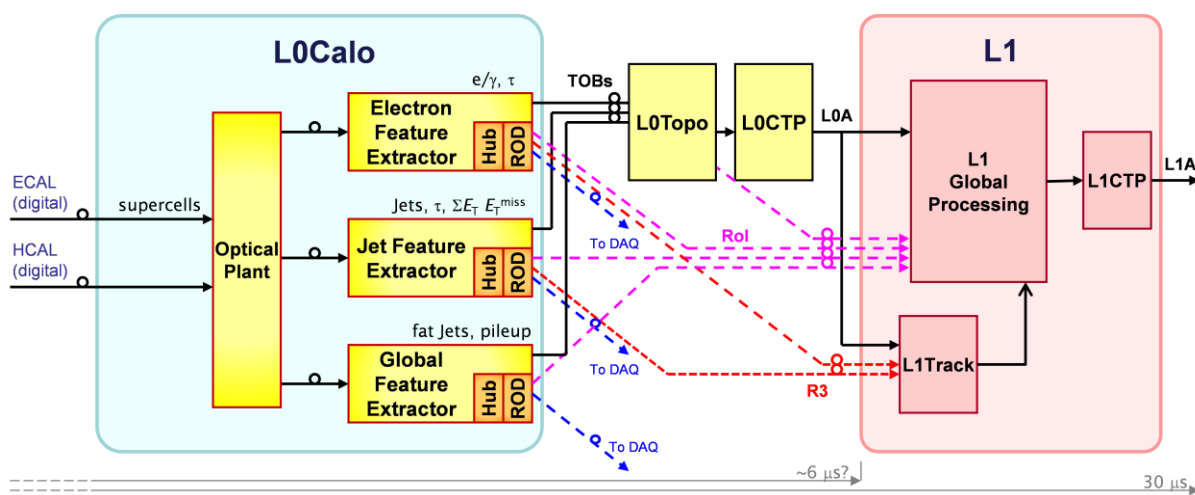 L0Calo
L1
e/γ, τ
TOBs
Electron
Feature
Extractor
Hub
ROD
L0Topo
L0CTP
L0A
L1
Global
Processing
L1CTP
L1A
ECAL
(digital)
supercells
HCAL
(digital)
Optical
Plant
Jets, τ, ΣE_T E_T^miss
Jet Feature
Extractor
Hub
ROD
To DAQ
RoI
fat Jets, pileup
Global
Feature
Extractor
Hub
ROD
To DAQ
L1Track
R3
To DAQ
~6 μs?
30 μs